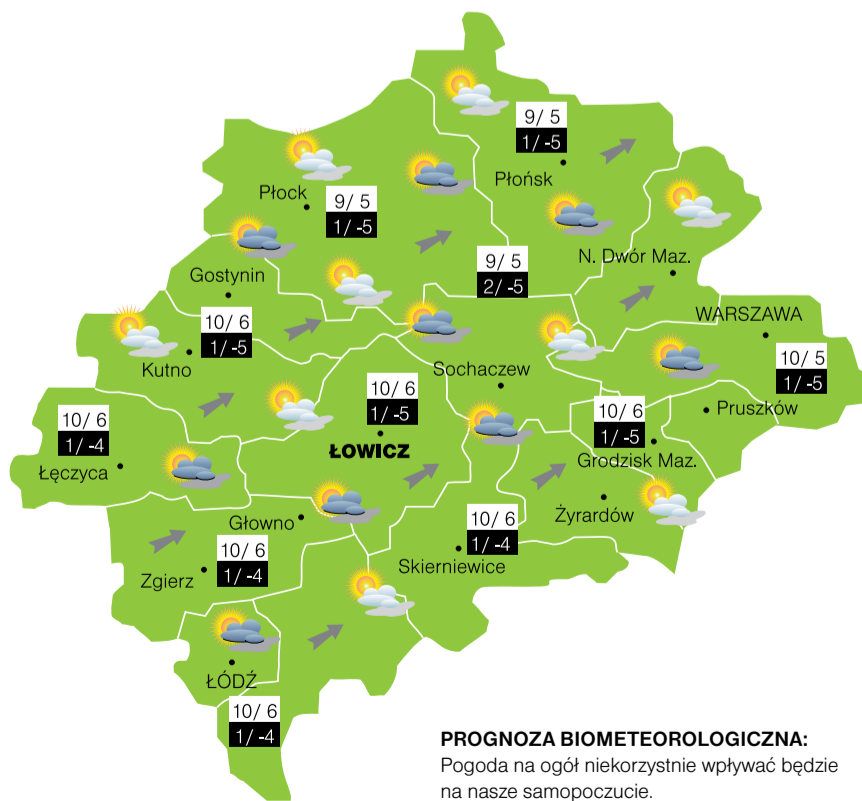 9/ 5
1/ -5
Płońsk
Płock
9/ 5
1/ -5
N. Dwór Maz.
9/ 5
2/ -5
Gostynin
WARSZAWA
10/ 6
1/ -5
Kutno
10/ 5
1/ -5
Sochaczew
10/ 6
1/ -5
ŁOWICZ
10/ 6
1/ -5
Pruszków
Grodzisk Maz.
10/ 6
1/ -4
Łęczyca
Żyrardów
Głowno
10/ 6
1/ -4
Skierniewice
10/ 6
1/ -4
Zgierz
ŁÓDŹ
10/ 6
1/ -4
PROGNOZA BIOMETEOROLOGICZNA:
Pogoda na ogół niekorzystnie wpływać będzie
na nasze samopoczucie.